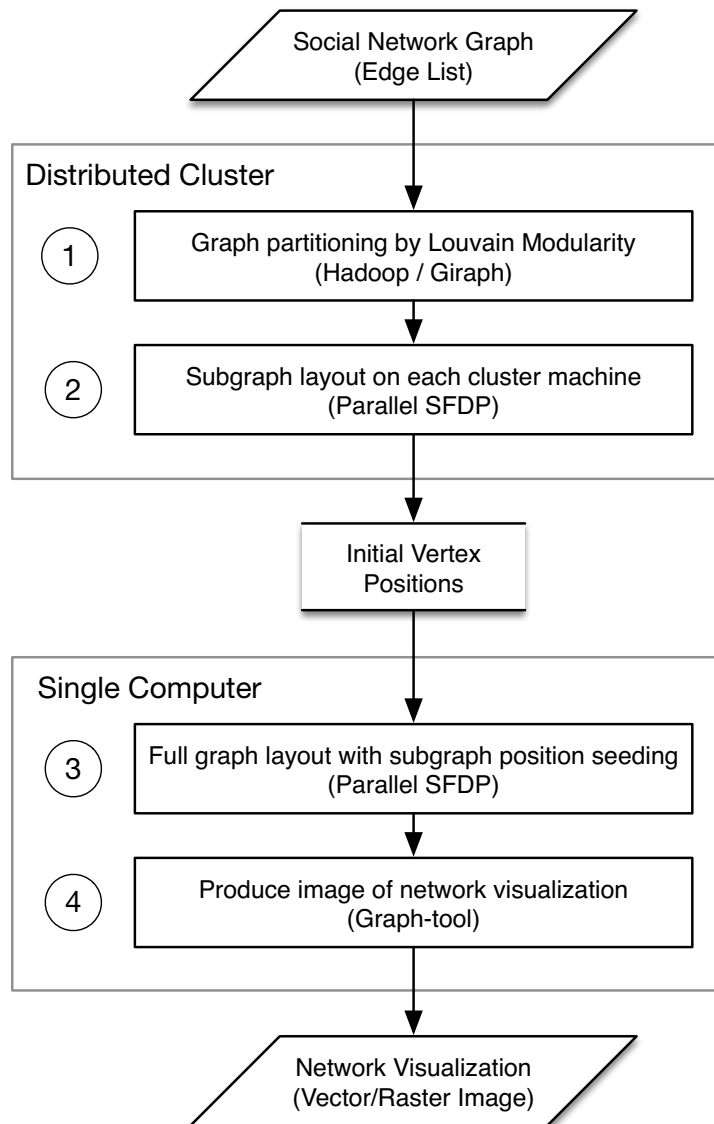 Social Network Graph
(Edge List)
Distributed Cluster
1
Graph partitioning by Louvain Modularity
(Hadoop / Giraph)
2
Subgraph layout on each cluster machine
(Parallel SFDP)
Initial Vertex
Positions
Single Computer
3
Full graph layout with subgraph position seeding
(Parallel SFDP)
4
Produce image of network visualization
(Graph-tool)
Network Visualization
(Vector/Raster Image)